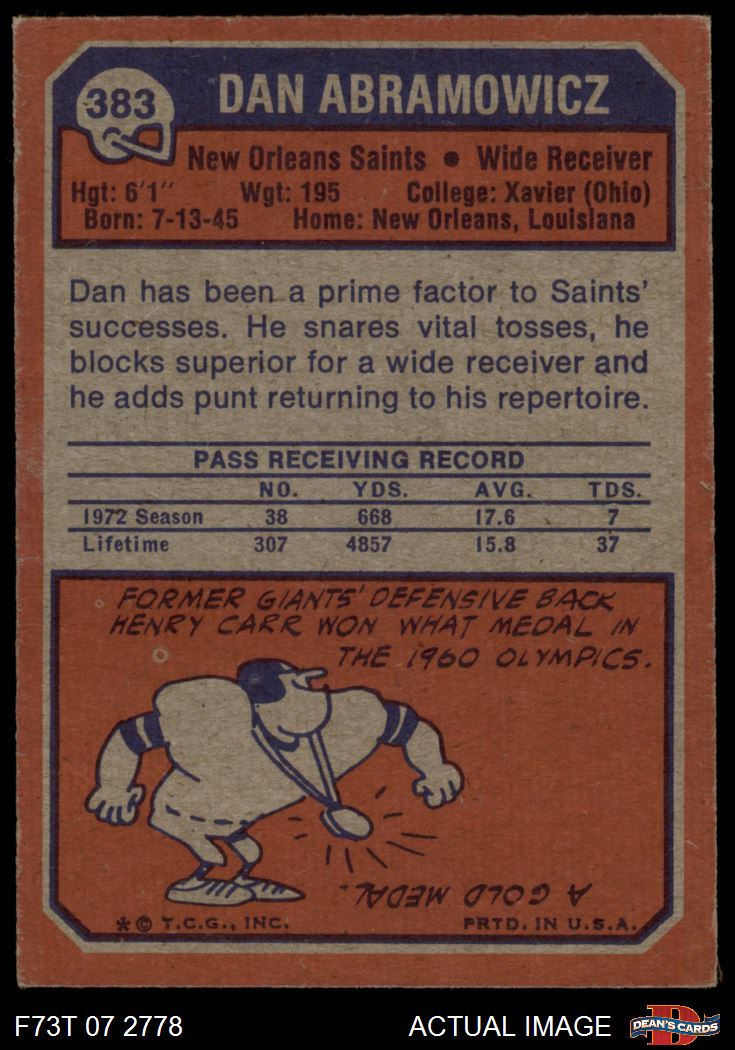 383
DAN ABRAMOWICZ
New Orleans Saints • Wide Receiver
Hgt: 6'1" Wgt: 195 College: Xavier (Ohio)
Born: 7-13-45 Home: New Orleans, Louisiana
Dan has been a prime factor to Saints'
successes. He snares vital tosses, he
blocks superior for a wide receiver and
he adds punt returning to his repertoire.
PASS RECEIVING RECORD
NO. YDS. AVG. TDS.
1972 Season 38 668 17.6 7
Lifetime 307 4857 15.8 37
FORMER GIANTS' DEFENSIVE BACK
HENRY CARR WON WHAT MEDAL IN
THE 1960 OLYMPICS.
A GOLD MEDAL.
* © T.C.G., INC. PRTD. IN U.S.A.
F73T 07 2778 ACTUAL IMAGE D DEAN'S CARDS